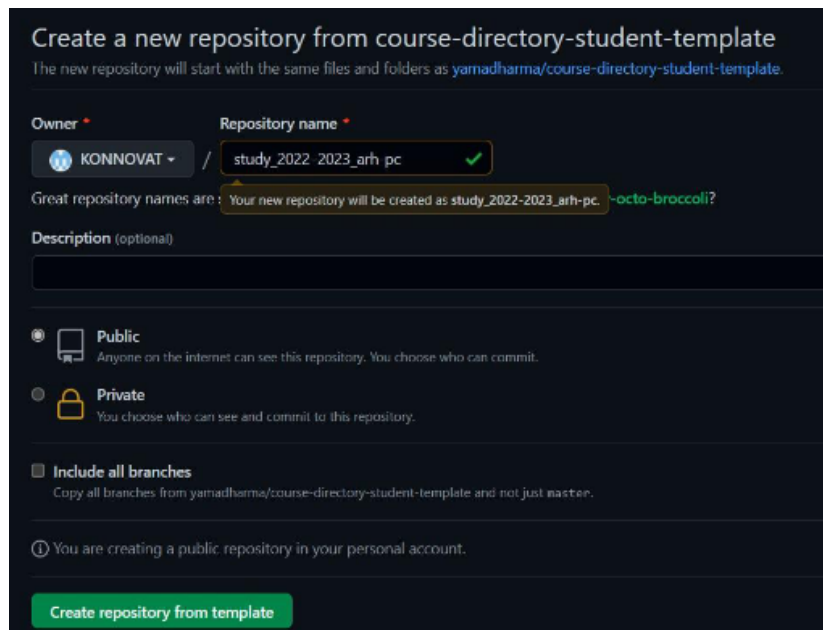 Create a new repository from course-directory-student-template
The new repository will start with the same files and folders as yamadharma/course-directory-student-template.
Owner * Repository name *
KONNOVAT / study_2022-2023_arh pc
Great repository names are Your new repository will be created as study_2022-2023_arh-pc. -octo-broccoli?
Description (optional)
Public
Anyone on the internet can see this repository. You choose who can commit.
Private
You choose who can see and commit to this repository.
Include all branches
Copy all branches from yamadharma/course-directory-student-template and not just master.
You are creating a public repository in your personal account.
Create repository from template